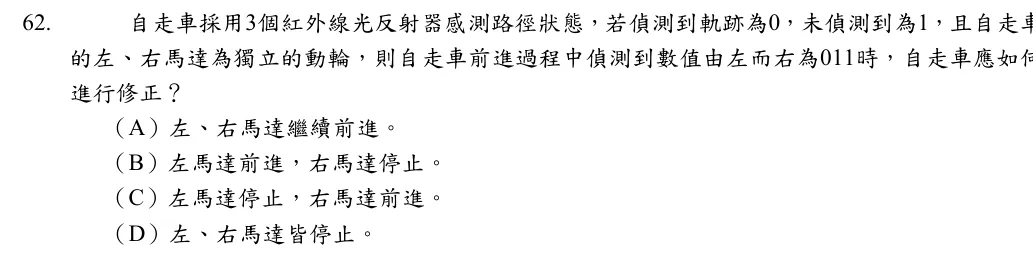 62. 自走車採用3個紅外線光反射器感測路徑狀態，若偵測到軌跡為0，未偵測到為1，且自走車
的左、右馬達為獨立的動輪，則自走車前進過程中偵測到數值由左而右為011時，自走車應如何
進行修正？
（A）左、右馬達繼續前進。
（B）左馬達前進，右馬達停止。
（C）左馬達停止，右馬達前進。
（D）左、右馬達皆停止。